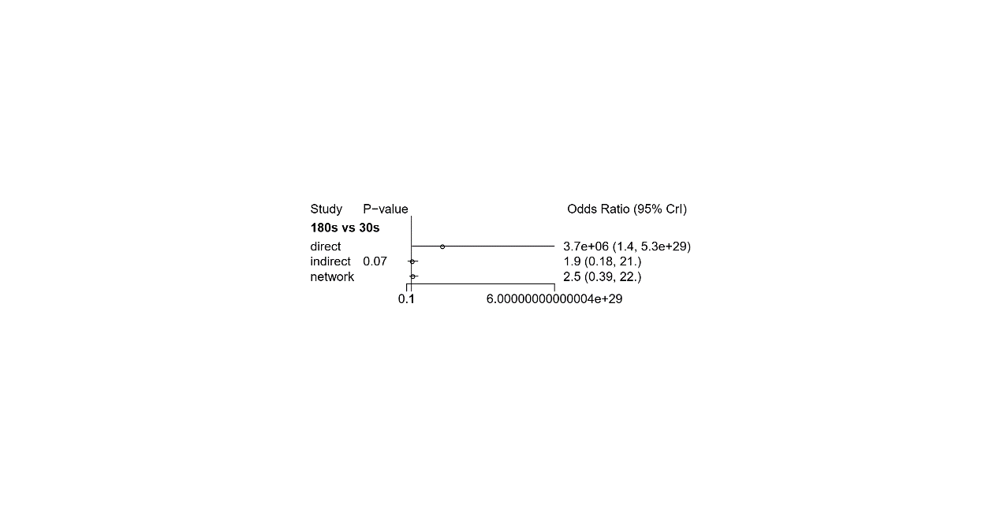 Study P−value Odds Ratio (95% CrI)
180s vs 30s
direct 3.7e+06 (1.4, 5.3e+29)
indirect 0.07 1.9 (0.18, 21.)
network 2.5 (0.39, 22.)
0.1 6.00000000000004e+29